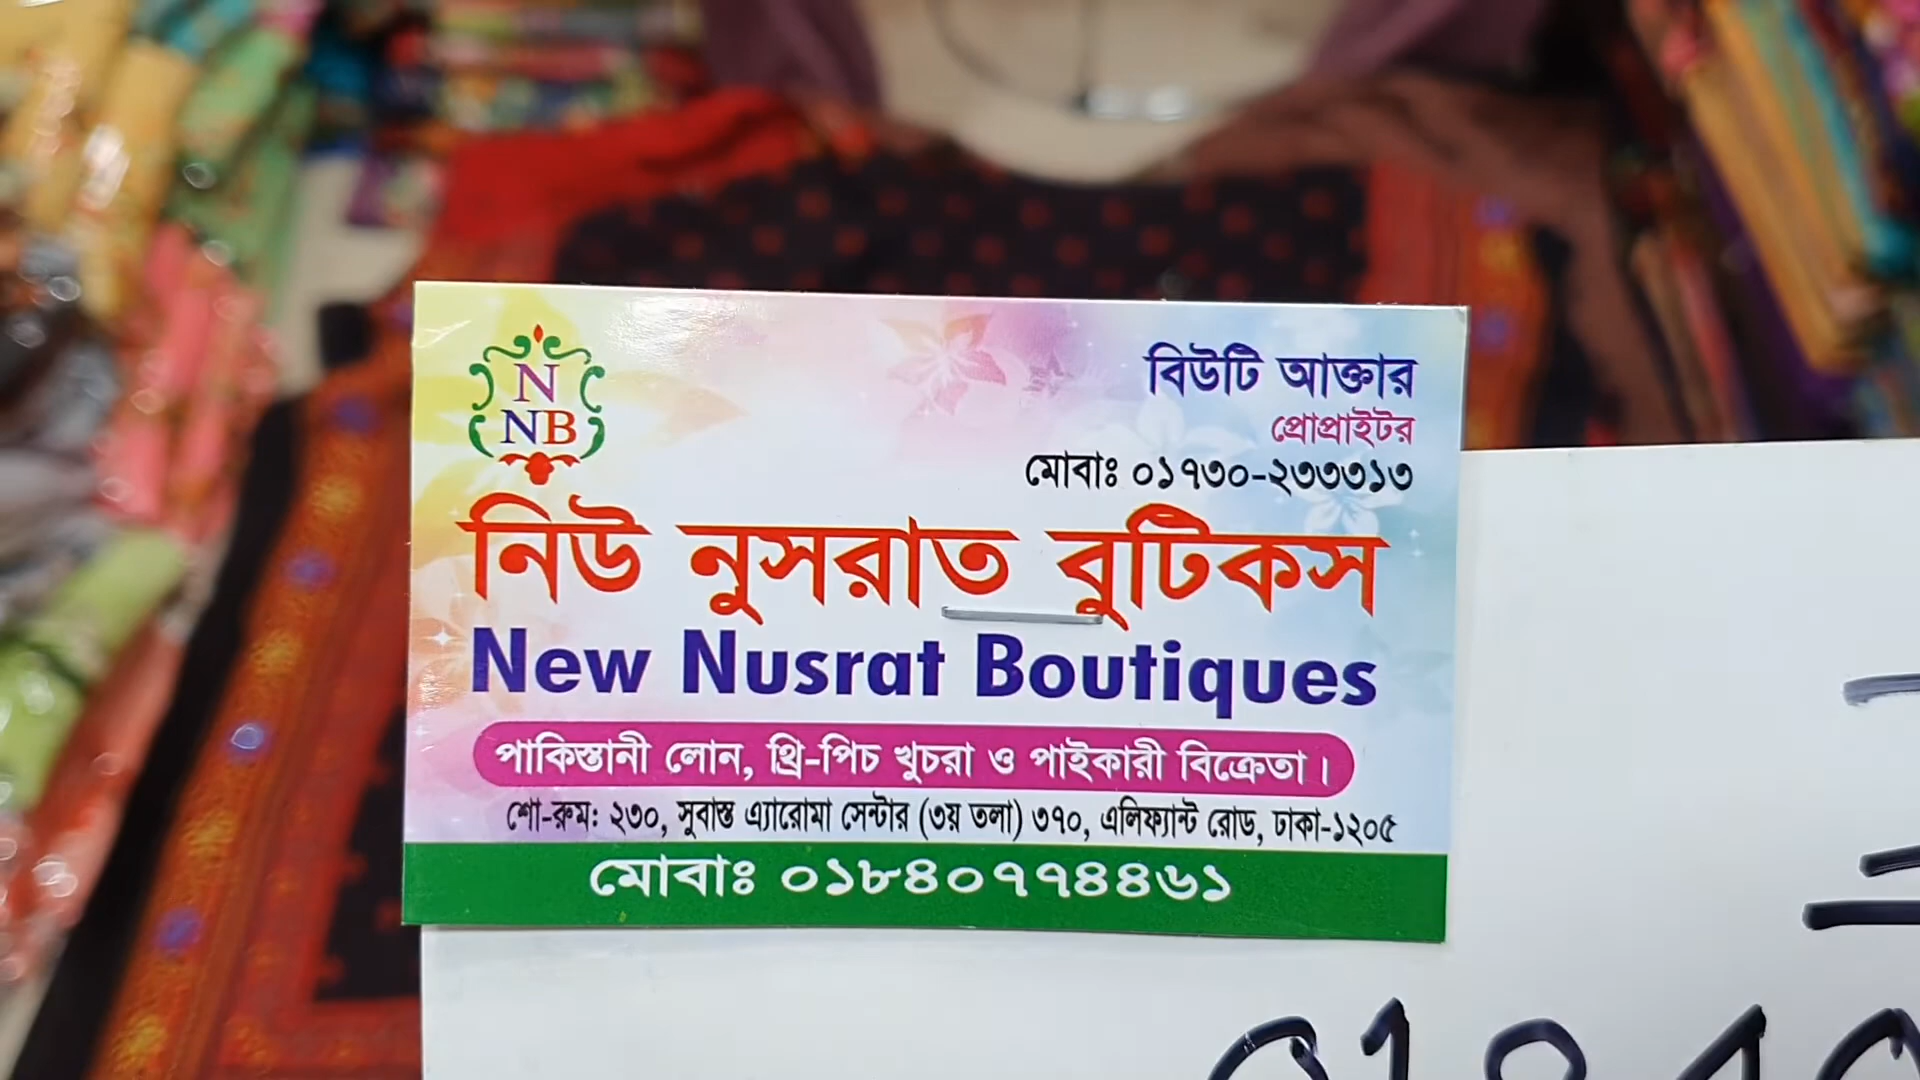 N
NB
বিউটি আক্তার
প্রোপ্রাইটর
মোবাঃ ০১৭৩০-২৩৩৩১৩
নিউ নুসরাত বুটিকস
New Nusrat Boutiques
পাকিস্তানী লোন, থ্রি-পিচ খুচরা ও পাইকারী বিক্রেতা।
শো-রুম: ২৩০, সুবাস্ত এ্যারোমা সেন্টার (৩য় তলা) ৩৭০, এলিফ্যান্ট রোড, ঢাকা-১২০৫
মোবাঃ ০১৮৪০৭৭৪৪৬১